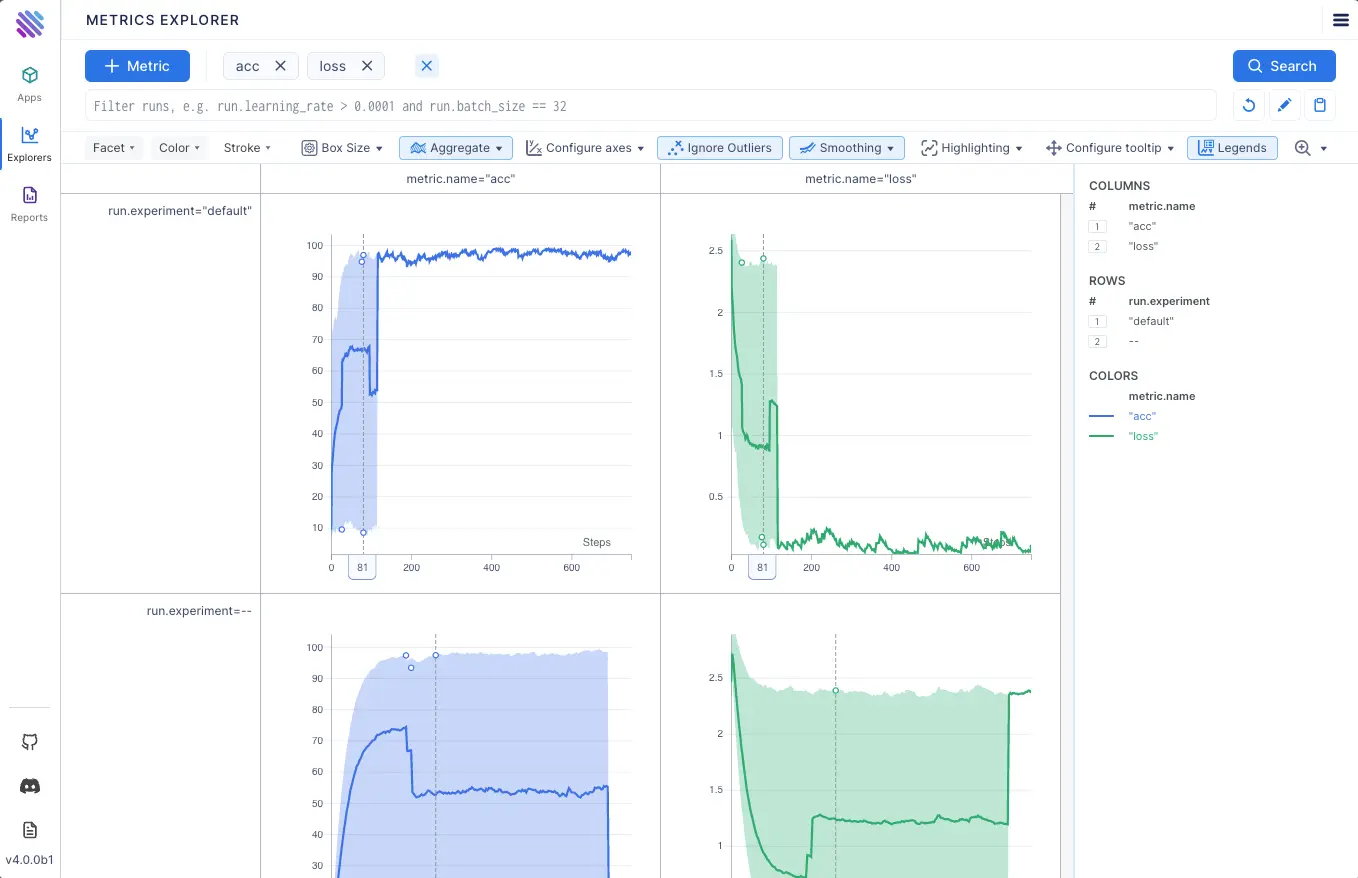 METRICS EXPLORER
Metric
acc
loss
Search
Filter runs, e.g. run.learning_rate > 0.0001 and run.batch_size == 32
Facet
Color
Stroke
Box Size
Aggregate
Configure axes
Ignore Outliers
Smoothing
Highlighting
Configure tooltip
Legends
Apps
Explorers
Reports
v4.0.0b1
metric.name="acc"
metric.name="loss"
run.experiment="default"
100
90
80
70
60
50
40
30
20
10
Steps
0
81
200
400
600
2.5
2
1.5
1
0.5
Steps
0
81
200
400
600
run.experiment=--
100
90
80
70
60
50
40
30
2.5
2
1.5
1
COLUMNS
# metric.name
1 "acc"
2 "loss"
ROWS
# run.experiment
1 "default"
2 --
COLORS
metric.name
"acc"
"loss"